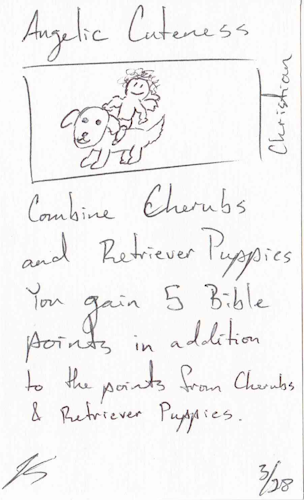 Angelic Cuteness
Christian
Combine Cherubs
and Retriever Puppies
You gain 5 Bible
points in addition
to the points from Cherubs
& Retriever Puppies.
3/28